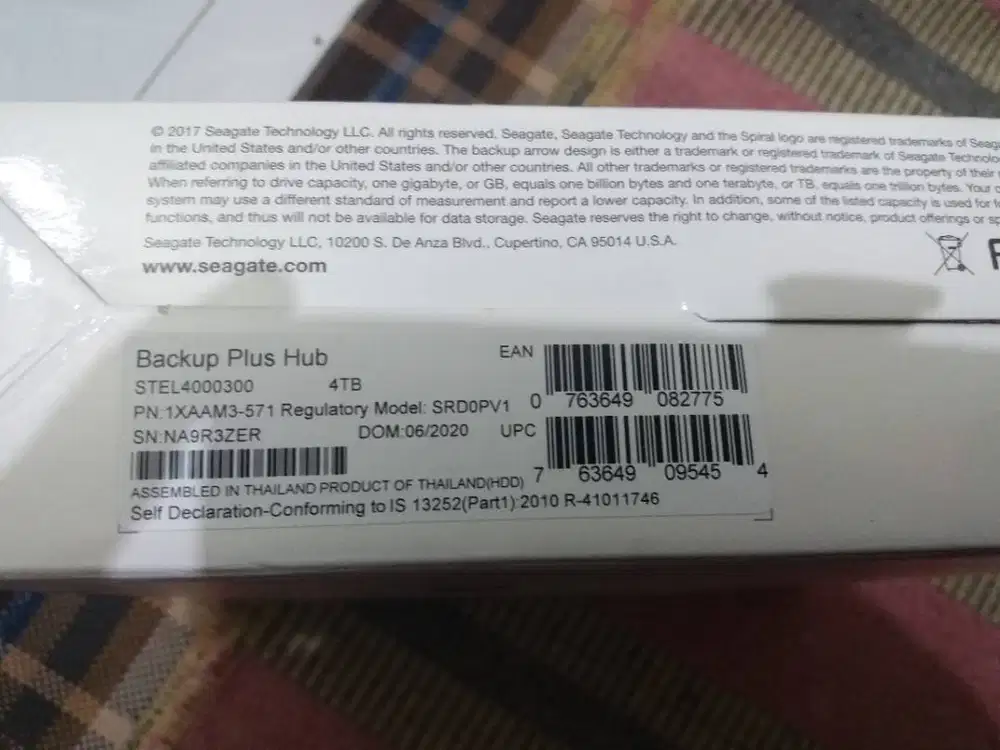 © 2017 Seagate Technology LLC. All rights reserved. Seagate, Seagate Technology and the Spiral logo are registered trademarks of
in the United States and/or other countries. The backup arrow design is either a trademark or registered trademark of Seagate
affiliated companies in the United States and/or other countries. All other trademarks or registered trademarks are the property of their
When referring to drive capacity, one gigabyte, or GB, equals one billion bytes and one terabyte, or TB, equals one trillion bytes. Your
system may use a different standard of measurement and report a lower capacity. In addition, some of the listed capacity is used for
functions, and thus will not be available for data storage. Seagate reserves the right to change, without notice, product offerings or
Seagate Technology LLC, 10200 S. De Anza Blvd., Cupertino, CA 95014 U.S.A.
www.seagate.com
Backup Plus Hub
EAN
STEL4000300 4TB
0 763649 082775
PN:1XAAM3-571 Regulatory Model: SRD0PV1
SN:NA9R3ZER DOM:06/2020
UPC
7 63649 09545 4
ASSEMBLED IN THAILAND PRODUCT OF THAILAND(HDD)
Self Declaration-Conforming to IS 13252(Part1):2010 R-41011746